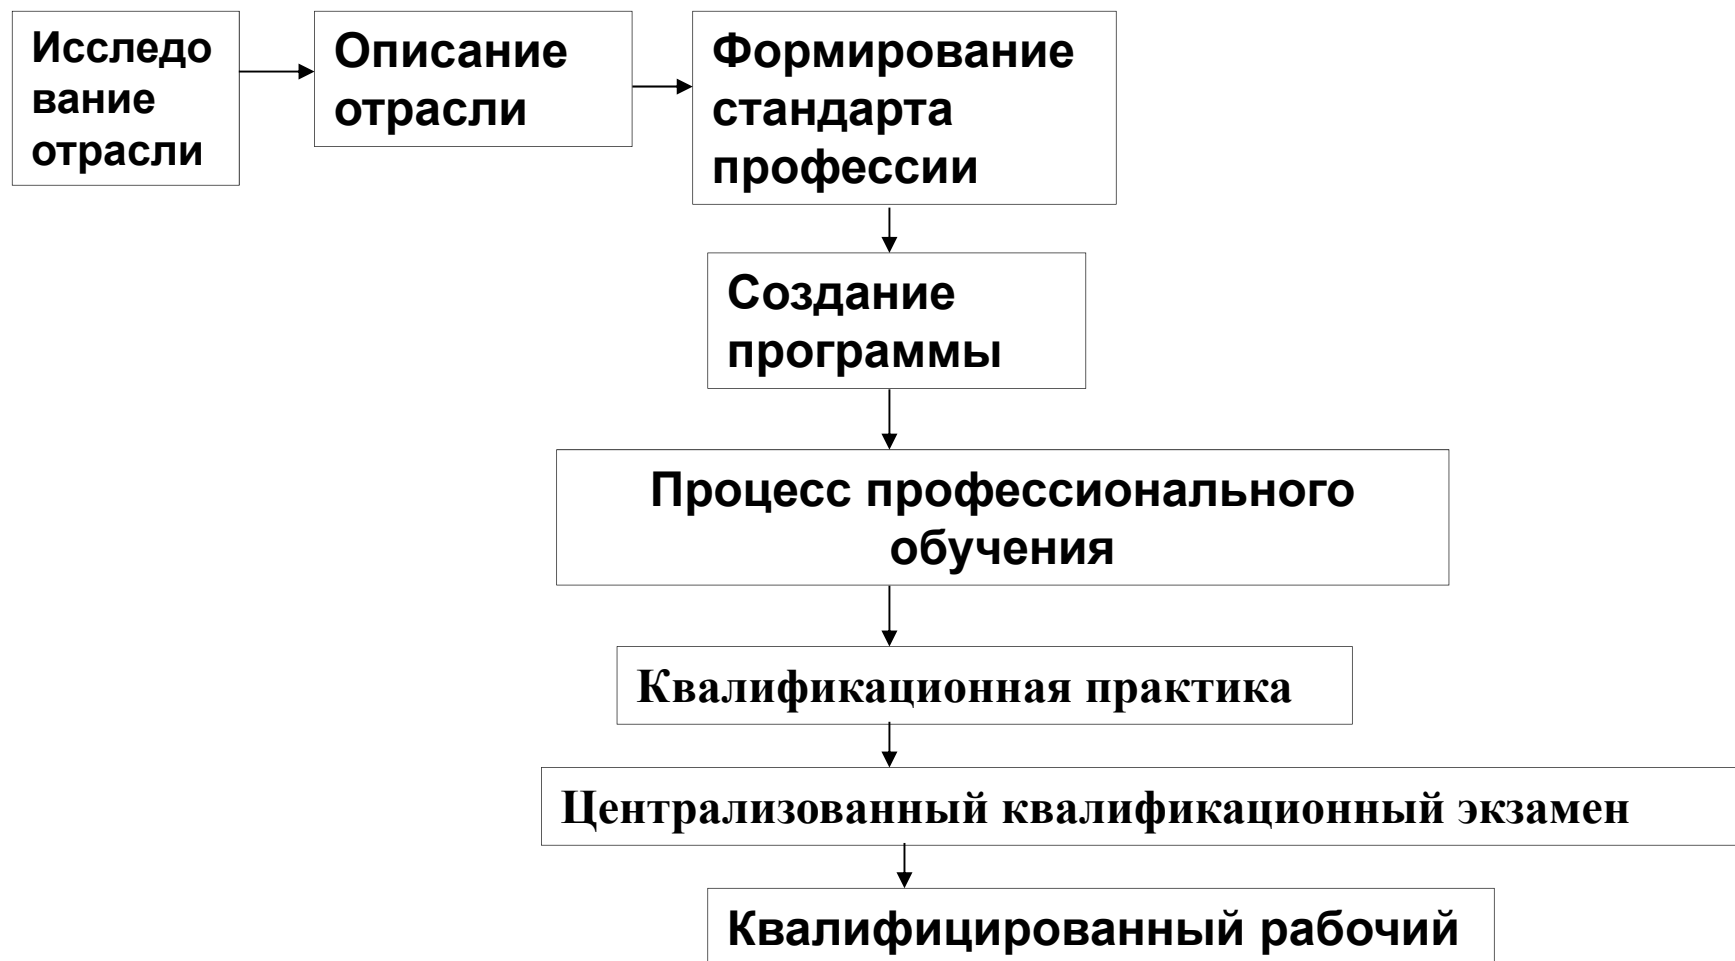 Исследо
вание
отрасли
Описание
отрасли
Формирование
стандарта
профессии
Создание
программы
Процесс профессионального
обучения
Квалификационная практика
Централизованный квалификационный экзамен
Квалифицированный рабочий